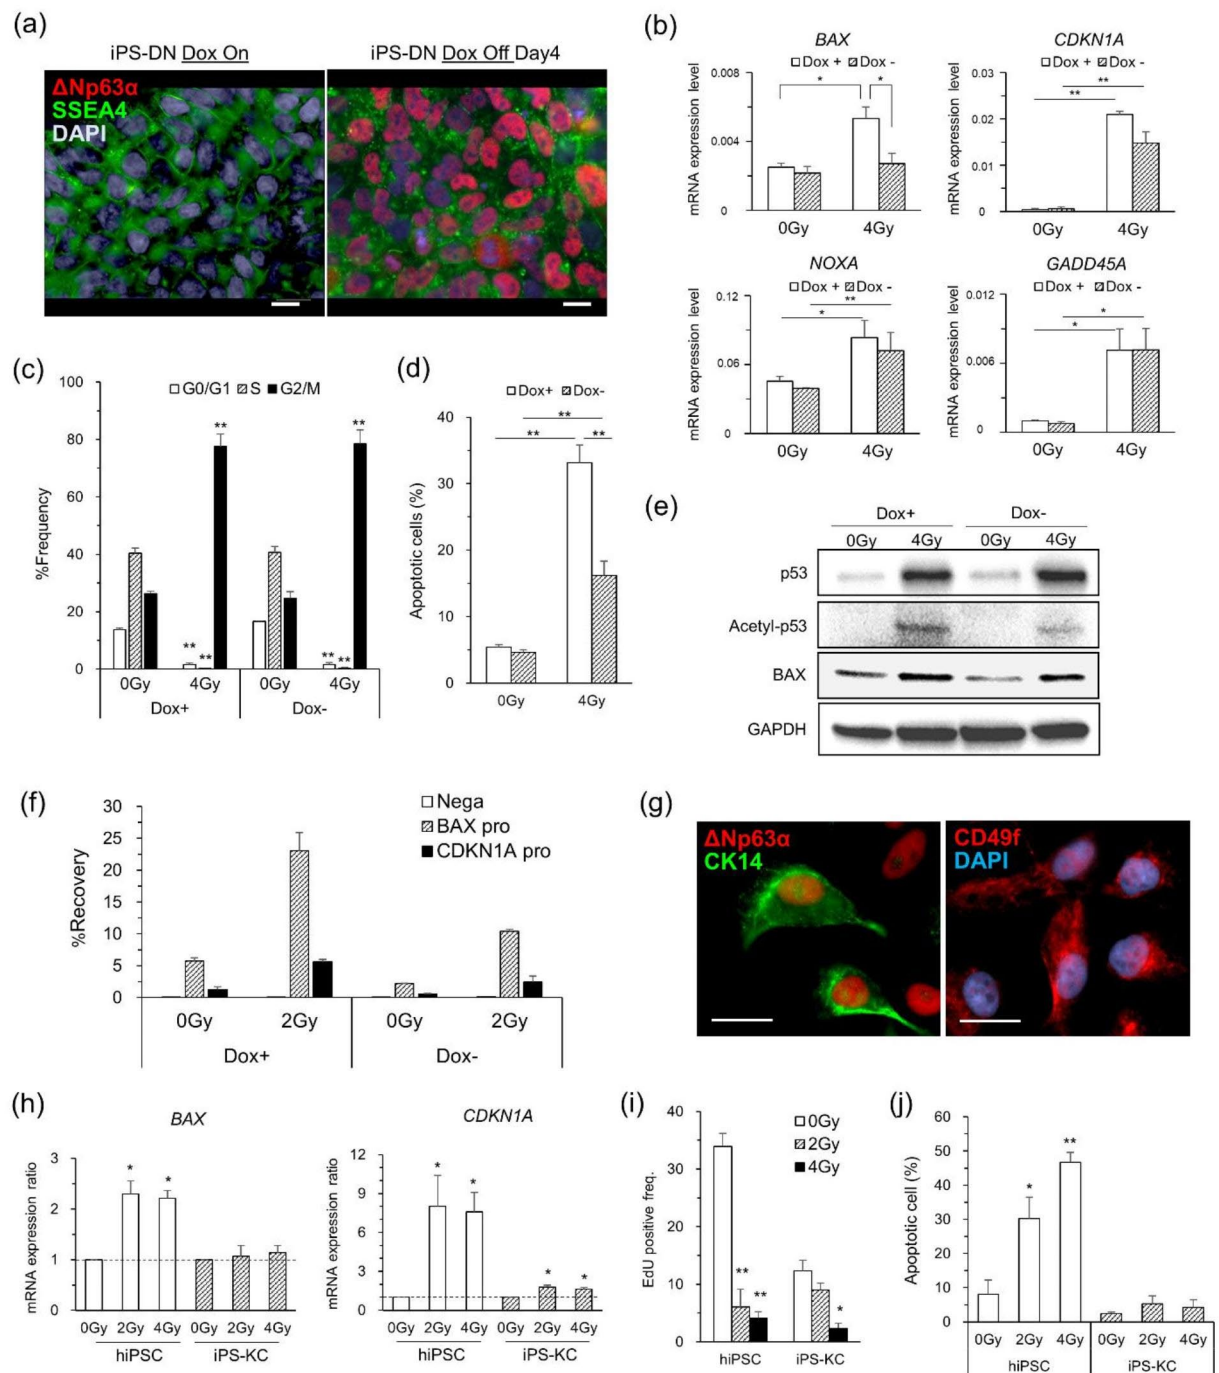 (a)
iPS-DN Dox On
iPS-DN Dox Off Day4
ΔNp63α
SSEA4
DAPI
(b)
BAX
Dox + Dox -
mRNA expression level
0.008
0.004
0
* *
0Gy 4Gy
CDKN1A
Dox + Dox -
mRNA expression level
0.03
0.02
0.01
0
**
**
0Gy 4Gy
NOXA
Dox + Dox -
mRNA expression level
0.12
0.06
0
**
*
0Gy 4Gy
GADD45A
Dox + Dox -
mRNA expression level
0.012
0.006
0
*
*
0Gy 4Gy
(c)
%Frequency
100
80
60
40
20
0
G0/G1 S G2/M
** **
** ** ** **
0Gy 4Gy 0Gy 4Gy
Dox+ Dox-
(d)
Dox+ Dox-
Apoptotic cells (%)
40
30
20
10
0
**
** **
0Gy 4Gy
(e)
Dox+ Dox-
0Gy 4Gy 0Gy 4Gy
p53
Acetyl-p53
BAX
GAPDH
(f)
%Recovery
30
25
20
15
10
5
0
Nega
BAX pro
CDKN1A pro
0Gy 2Gy 0Gy 2Gy
Dox+ Dox-
(g)
ΔNp63α
CK14
CD49f
DAPI
(h)
BAX
mRNA expression ratio
3
2
1
0
* *
0Gy 2Gy 4Gy 0Gy 2Gy 4Gy
hiPSC iPS-KC
CDKN1A
mRNA expression ratio
12
9
6
3
0
* * * *
0Gy 2Gy 4Gy 0Gy 2Gy 4Gy
hiPSC iPS-KC
(i)
EdU positive freq.
40
30
20
10
0
0Gy
2Gy
4Gy
** ** *
hiPSC iPS-KC
(j)
Apoptotic cell (%)
60
50
40
30
20
10
0
* **
0Gy 2Gy 4Gy 0Gy 2Gy 4Gy
hiPSC iPS-KC